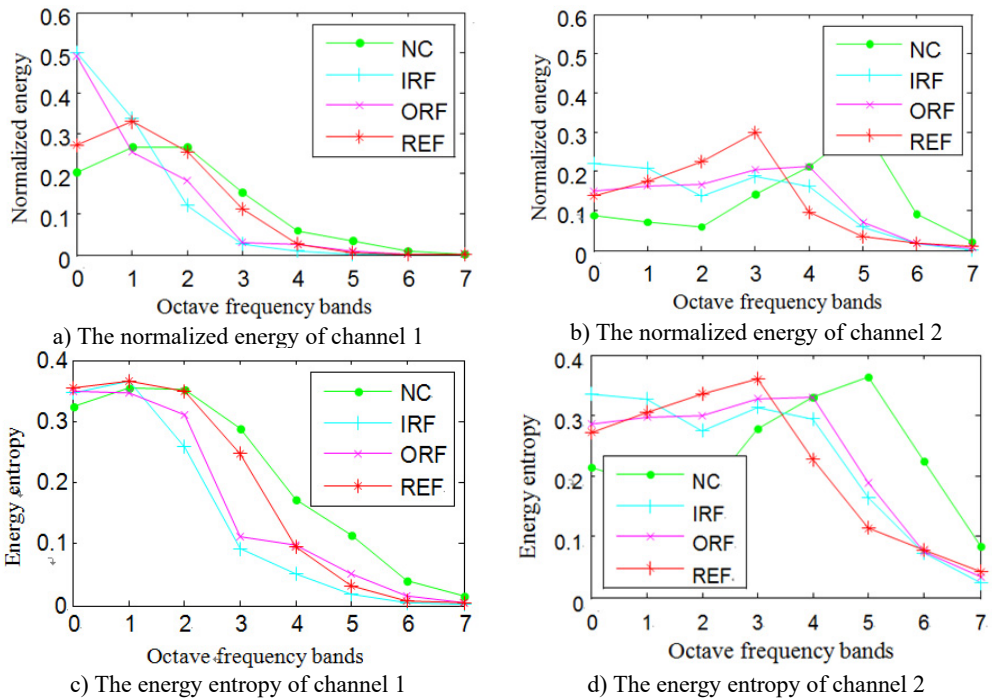 0.6
0.5
0.4
0.3
0.2
0.1
0
Normalized energy
NC
IRF
ORF
REF
0 1 2 3 4 5 6 7
Octave frequency bands
a) The normalized energy of channel 1
0.6
0.5
0.4
0.3
0.2
0.1
0
Normalized energy
NC
IRF
ORF
REF
0 1 2 3 4 5 6 7
Octave frequency bands
b) The normalized energy of channel 2
0.4
0.3
0.2
0.1
0
Energy entropy
NC
IRF
ORF
REF
0 1 2 3 4 5 6 7
Octave frequency bands
c) The energy entropy of channel 1
0.4
0.3
0.2
0.1
0
Energy entropy
NC
IRF
ORF
REF
0 1 2 3 4 5 6 7
Octave frequency bands
d) The energy entropy of channel 2